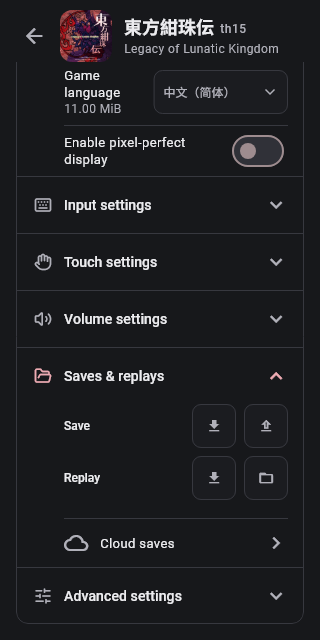 東方紺珠伝 th15
Legacy of Lunatic Kingdom
Game
language
11.00 MiB
中文（简体）
Enable pixel-perfect
display
Input settings
Touch settings
Volume settings
Saves & replays
Save
Replay
Cloud saves
Advanced settings